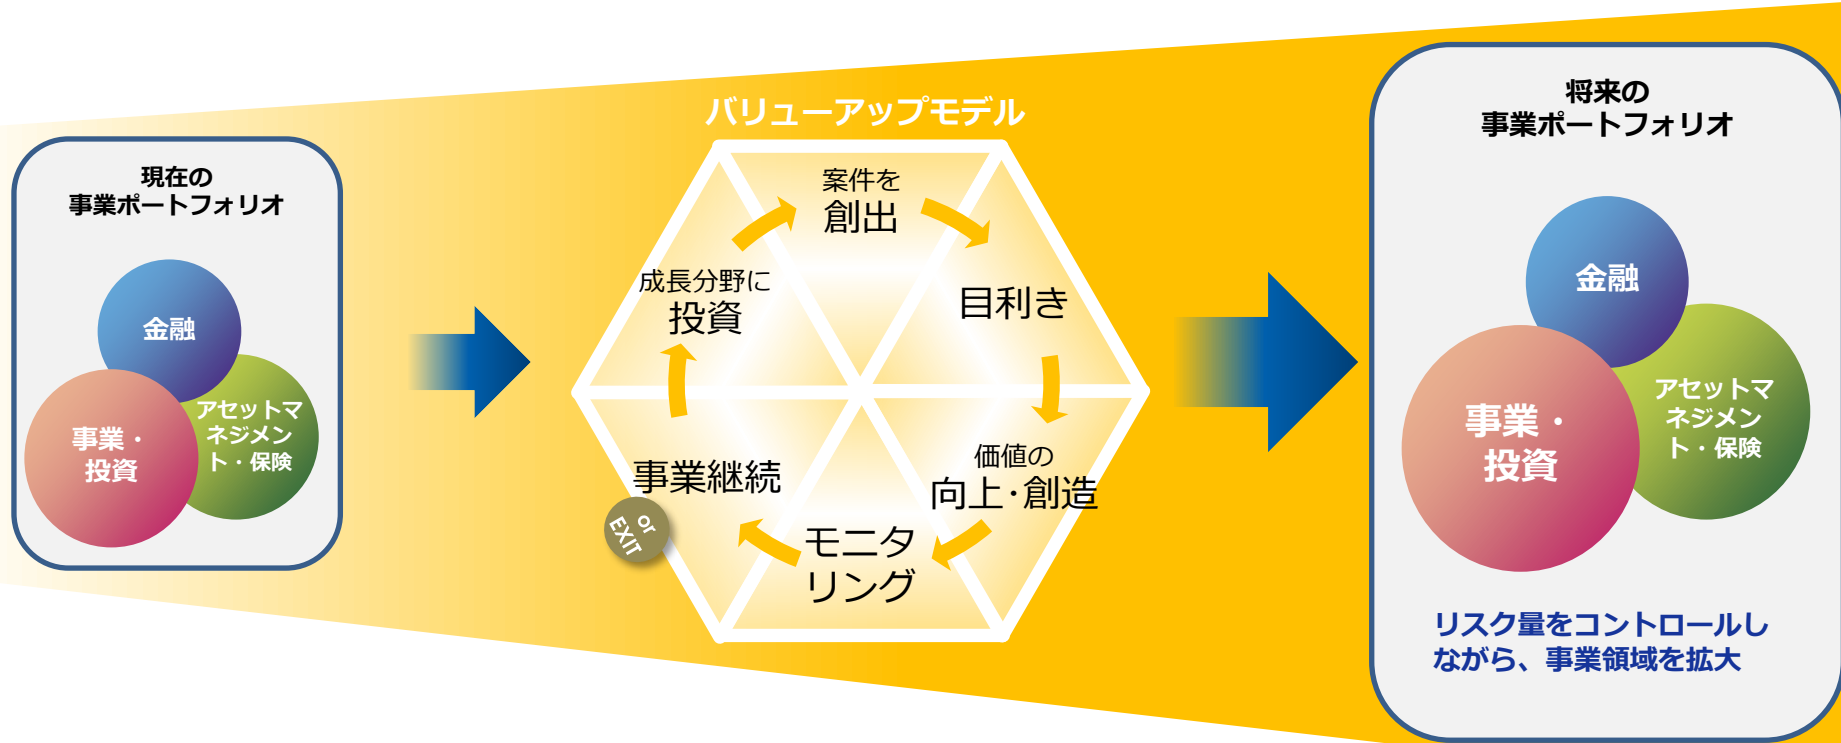 現在の
事業ポートフォリオ
金融
事業・
投資
アセットマ
ネジメン
ト・保険
バリューアップモデル
案件を
創出
目利き
価値の
向上・創造
モニタ
リング
事業継続
or
EXIT
成長分野に
投資
将来の
事業ポートフォリオ
金融
事業・
投資
アセットマ
ネジメン
ト・保険
リスク量をコントロールし
ながら、事業領域を拡大